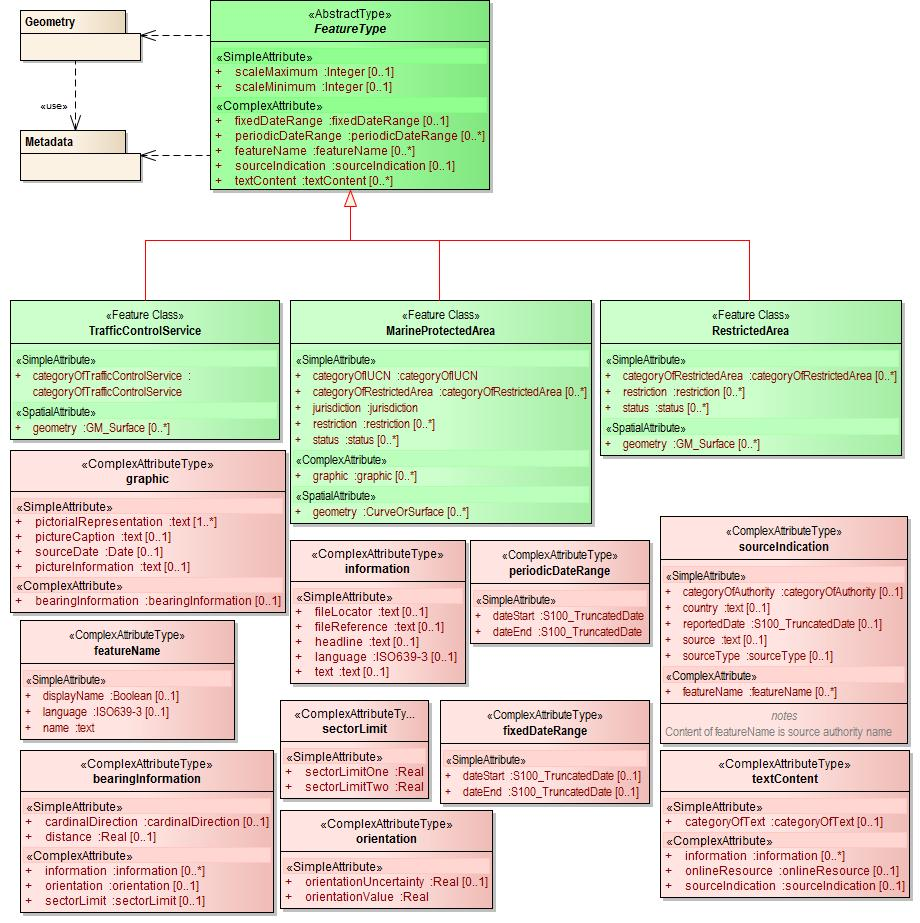 Geometry
«use»
Metadata
«AbstractType»
FeatureType
«SimpleAttribute»
+ scaleMaximum :Integer [0..1]
+ scaleMinimum :Integer [0..1]
«ComplexAttribute»
+ fixedDateRange :fixedDateRange [0..1]
+ periodicDateRange :periodicDateRange [0..*]
+ featureName :featureName [0..*]
+ sourceIndication :sourceIndication [0..1]
+ textContent :textContent [0..*]
«Feature Class»
TrafficControlService
«SimpleAttribute»
+ categoryOfTrafficControlService :
categoryOfTrafficControlService
«SpatialAttribute»
+ geometry :GM_Surface [0..*]
«Feature Class»
MarineProtectedArea
«SimpleAttribute»
+ categoryOfIUCN :categoryOfIUCN
+ categoryOfRestrictedArea :categoryOfRestrictedArea [0..*]
+ jurisdiction :jurisdiction
+ restriction :restriction [0..*]
+ status :status [0..*]
«ComplexAttribute»
+ graphic :graphic [0..*]
«SpatialAttribute»
+ geometry :CurveOrSurface [0..*]
«Feature Class»
RestrictedArea
«SimpleAttribute»
+ categoryOfRestrictedArea :categoryOfRestrictedArea [0..*]
+ restriction :restriction [0..*]
+ status :status [0..*]
«SpatialAttribute»
+ geometry :GM_Surface [0..*]
«ComplexAttributeType»
graphic
«SimpleAttribute»
+ pictorialRepresentation :text [1..*]
+ pictureCaption :text [0..1]
+ sourceDate :Date [0..1]
+ pictureInformation :text [0..1]
«ComplexAttribute»
+ bearingInformation :bearingInformation [0..1]
«ComplexAttributeType»
information
«SimpleAttribute»
+ fileLocator :text [0..1]
+ fileReference :text [0..1]
+ headline :text [0..1]
+ language :ISO639-3 [0..1]
+ text :text [0..1]
«ComplexAttributeType»
periodicDateRange
«SimpleAttribute»
+ dateStart :S100_TruncatedDate
+ dateEnd :S100_TruncatedDate
«ComplexAttributeType»
sourceIndication
«SimpleAttribute»
+ categoryOfAuthority :categoryOfAuthority [0..1]
+ country :text [0..1]
+ reportedDate :S100_TruncatedDate [0..1]
+ source :text [0..1]
+ sourceType :sourceType [0..1]
«ComplexAttribute»
+ featureName :featureName [0..*]
notes
Content of featureName is source authority name
«ComplexAttributeType»
featureName
«SimpleAttribute»
+ displayName :Boolean [0..1]
+ language :ISO639-3 [0..1]
+ name :text
«ComplexAttributeTy...
sectorLimit
«SimpleAttribute»
+ sectorLimitOne :Real
+ sectorLimitTwo :Real
«ComplexAttributeType»
fixedDateRange
«SimpleAttribute»
+ dateStart :S100_TruncatedDate [0..1]
+ dateEnd :S100_TruncatedDate [0..1]
«ComplexAttributeType»
bearingInformation
«SimpleAttribute»
+ cardinalDirection :cardinalDirection [0..1]
+ distance :Real [0..1]
«ComplexAttribute»
+ information :information [0..*]
+ orientation :orientation [0..1]
+ sectorLimit :sectorLimit [0..1]
«ComplexAttributeType»
orientation
«SimpleAttribute»
+ orientationUncertainty :Real [0..1]
+ orientationValue :Real
«ComplexAttributeType»
textContent
«SimpleAttribute»
+ categoryOfText :categoryOfText [0..1]
«ComplexAttribute»
+ information :information [0..*]
+ onlineResource :onlineResource [0..1]
+ sourceIndication :sourceIndication [0..1]